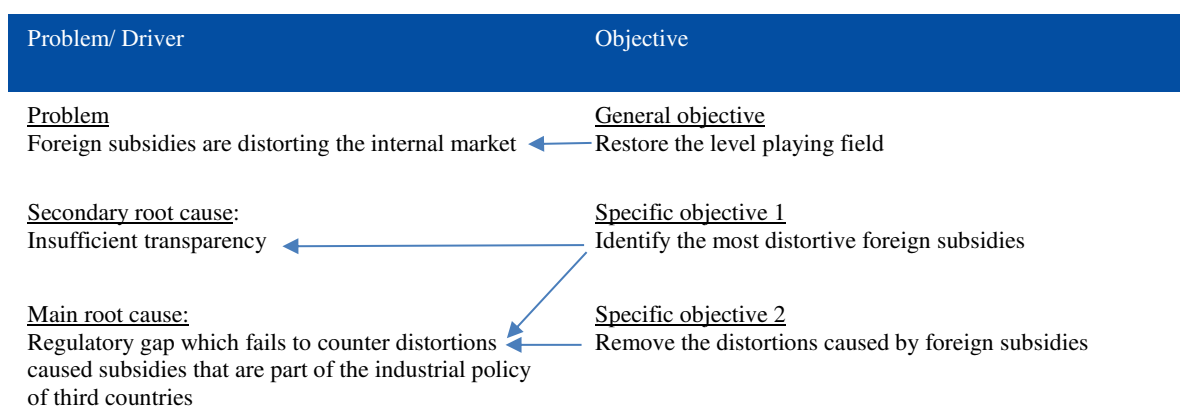 Problem/ Driver
Objective
Problem
General objective
Foreign subsidies are distorting the internal market
Restore the level playing field
Secondary root cause:
Specific objective 1
Insufficient transparency
Identify the most distortive foreign subsidies
Main root cause:
Specific objective 2
Regulatory gap which fails to counter distortions
Remove the distortions caused by foreign subsidies
caused subsidies that are part of the industrial policy
of third countries